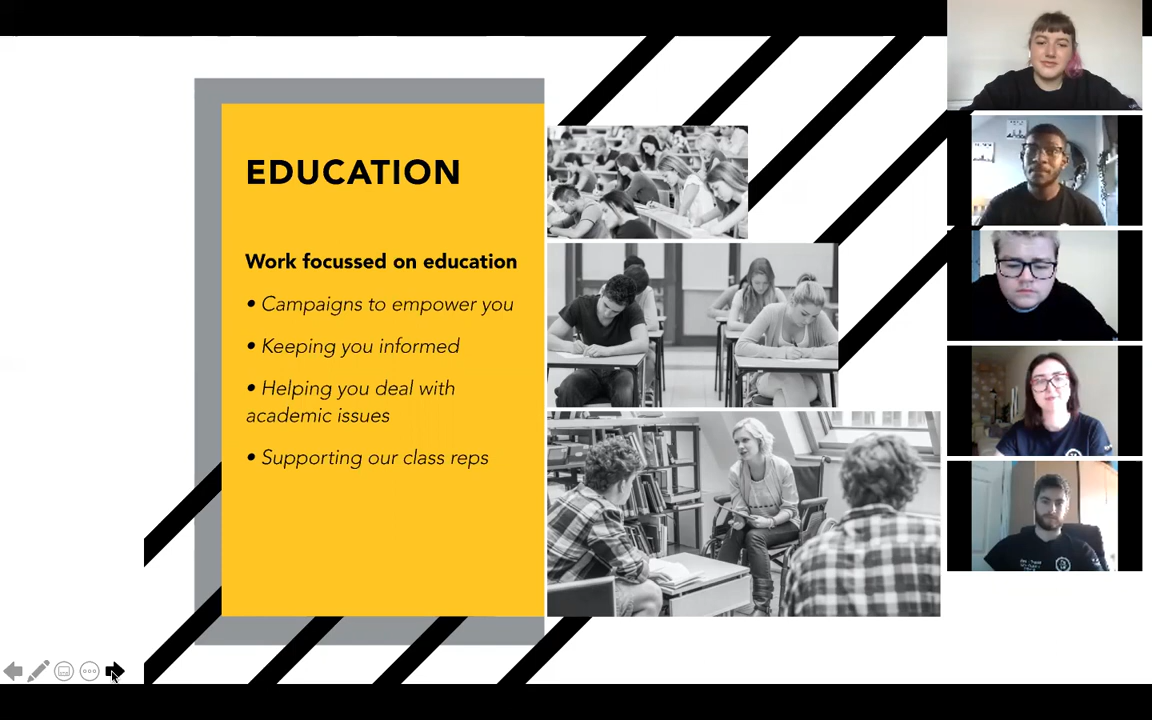 EDUCATION
Work focussed on education
• Campaigns to empower you
• Keeping you informed
• Helping you deal with
academic issues
• Supporting our class reps